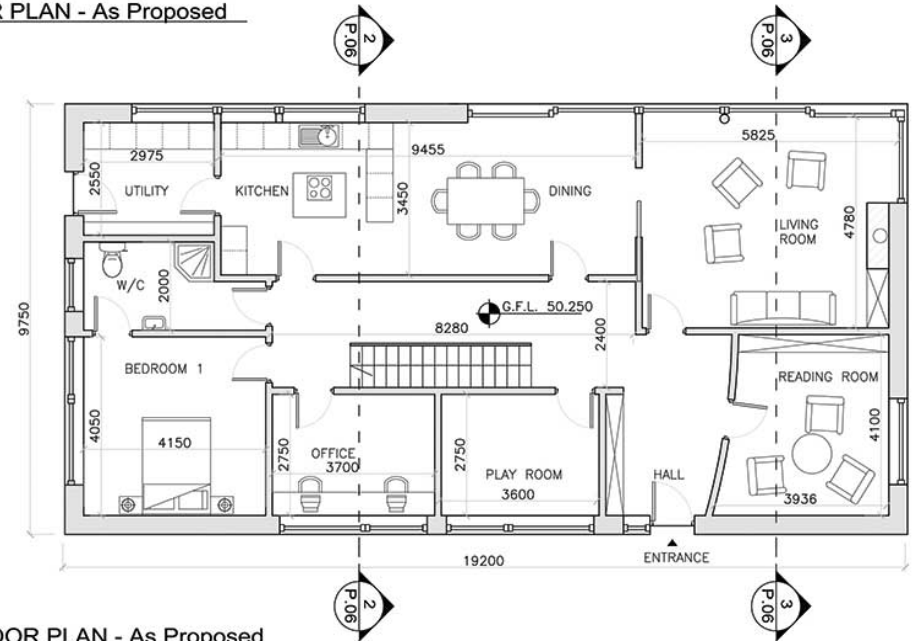 R PLAN - As Proposed
2
P.06
3
P.06
2975
9455
5825
2550
UTILITY
KITCHEN
3450
DINING
LIVING
ROOM
4780
W/C
2000
G.F.L. 50.250
8280
2400
9750
BEDROOM 1
READING ROOM
4050
4150
2750
OFFICE
3700
2750
PLAY ROOM
3600
HALL
4100
3936
ENTRANCE
19200
2
P.06
3
P.06
OOR PLAN - As Proposed